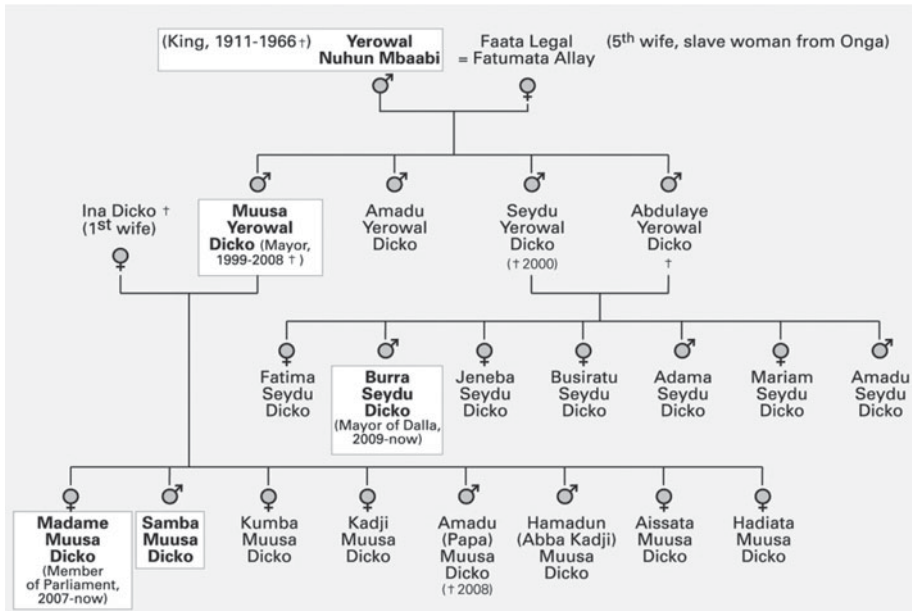 (King, 1911-1966 †) Yerowal
Nuhun Mbaabi
Faata Legal
= Fatumata Allay
(5th wife, slave woman from Onga)
Ina Dicko †
(1st wife)
Muusa
Yerowal
Dicko (Mayor,
1999-2008 † )
Amadu
Yerowal
Dicko
Seydu
Yerowal
Dicko
(†2000)
Abdulaye
Yerowal
Dicko
†
Fatima
Seydu
Dicko
Burra
Seydu
Dicko
(Mayor of Dalla,
2009-now)
Jeneba
Seydu
Dicko
Busiratu
Seydu
Dicko
Adama
Seydu
Dicko
Mariam
Seydu
Dicko
Amadu
Seydu
Dicko
Madame
Muusa
Dicko
(Member
of Parliament,
2007-now)
Samba
Muusa
Dicko
Kumba
Muusa
Dicko
Kadji
Muusa
Dicko
Amadu
(Papa)
Muusa
Dicko
(†2008)
Hamadun
(Abba Kadji)
Muusa
Dicko
Aissata
Muusa
Dicko
Hadiata
Muusa
Dicko